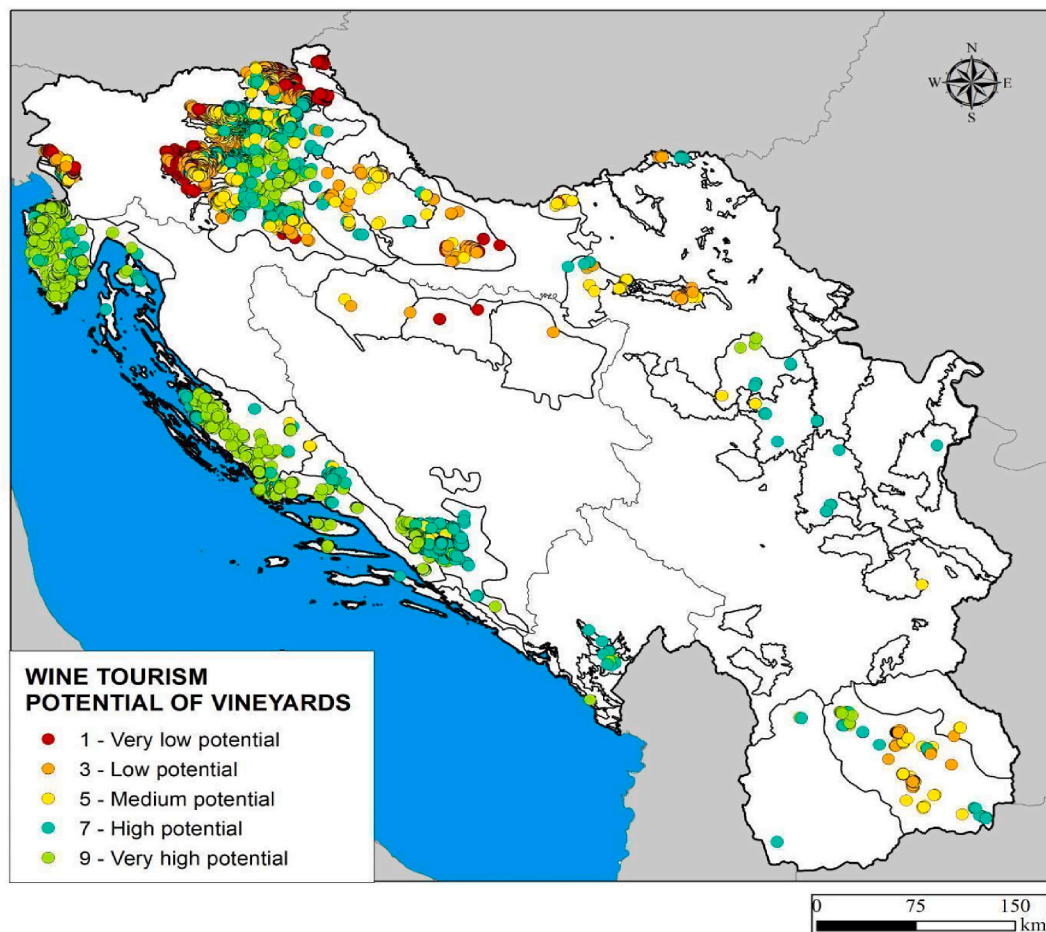 N
W E
S
WINE TOURISM
POTENTIAL OF VINEYARDS
1 - Very low potential
3 - Low potential
5 - Medium potential
7 - High potential
9 - Very high potential
0 75 150
km